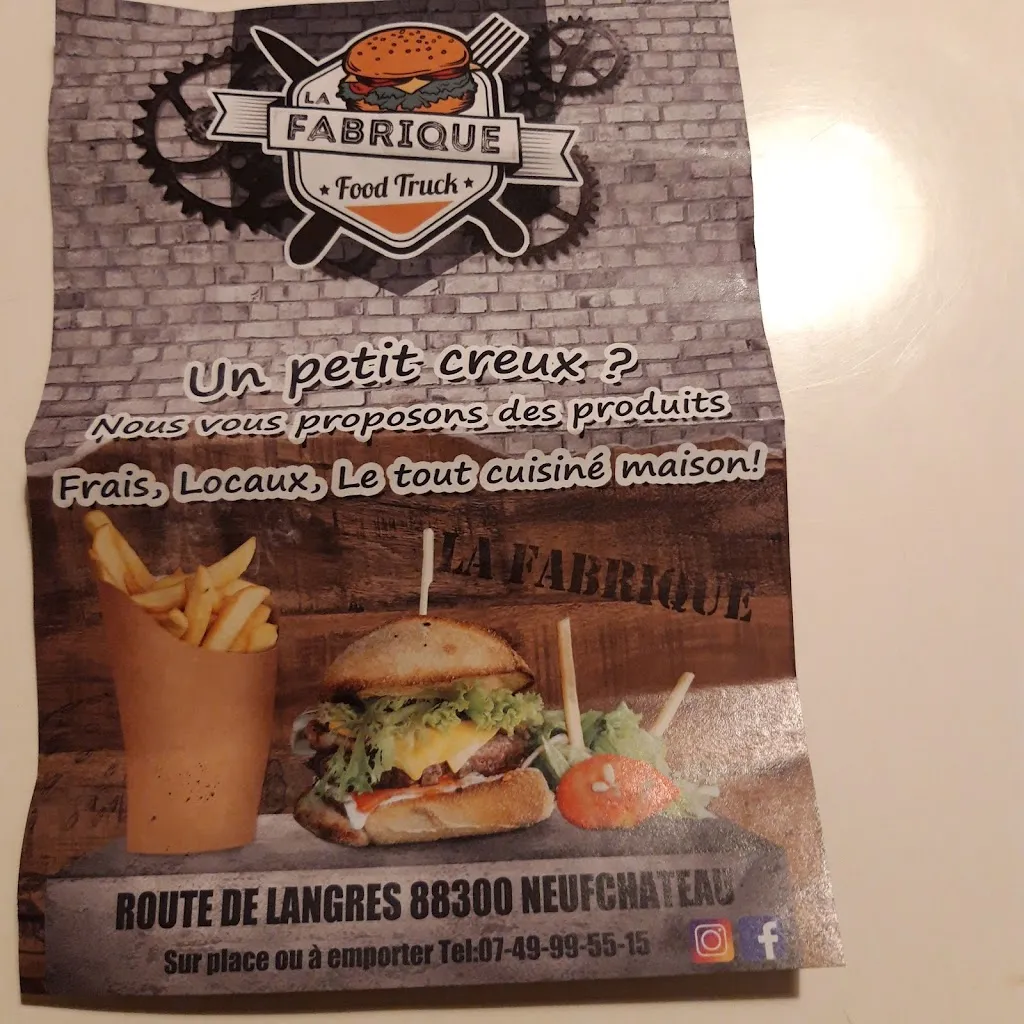 LA
FABRIQUE
Food Truck
Un petit creux ?
Nous vous proposons des produits
Frais, Locaux, Le tout cuisiné maison!
LA FABRIQUE
ROUTE DE LANGRES 88300 NEUFCHATEAU
Sur place ou à emporter Tel:07-49-99-55-15